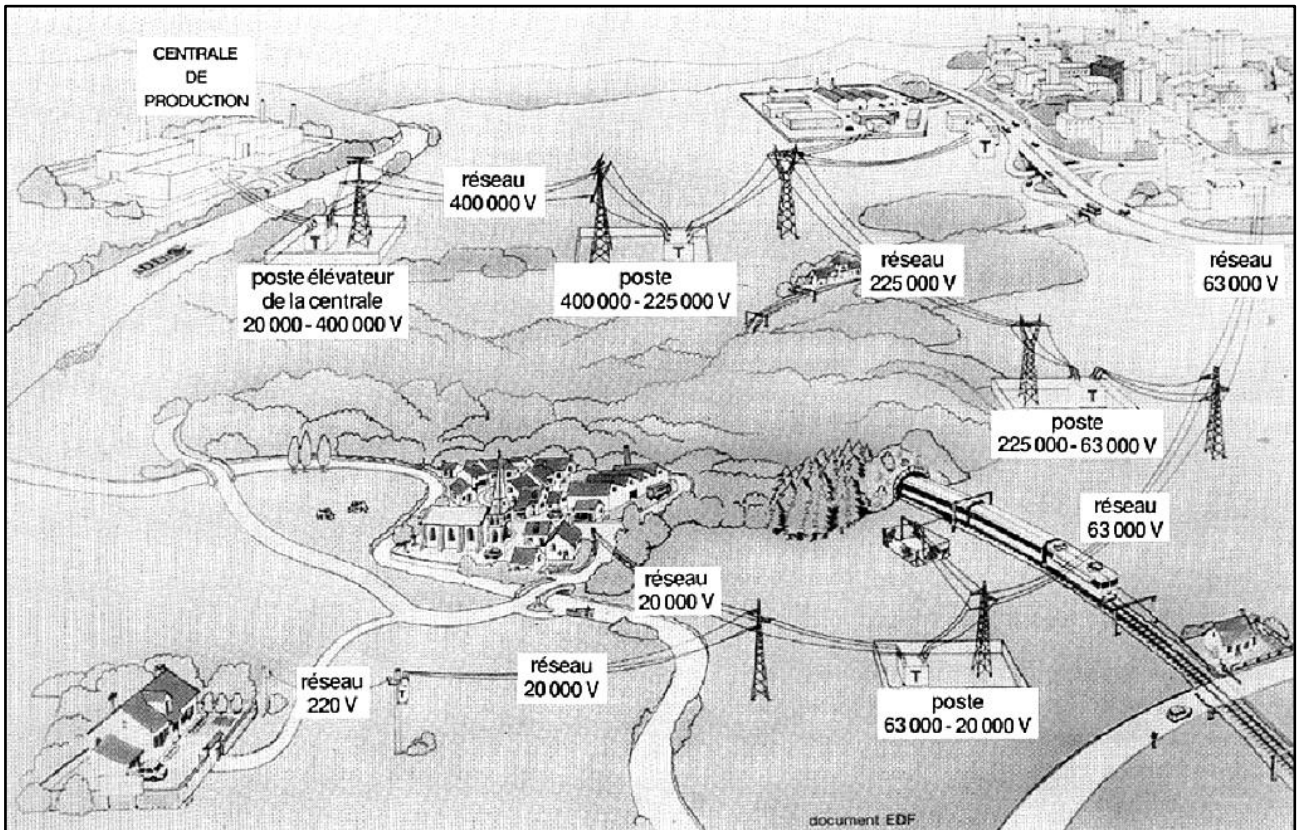 CENTRALE
DE
PRODUCTION
réseau
400 000 V
T
poste élévateur
de la centrale
20 000 - 400 000 V
T
poste
400 000 - 225 000 V
T
réseau
225 000 V
réseau
63 000 V
T
poste
225 000 - 63 000 V
réseau
63 000 V
réseau
20 000 V
réseau
220 V
T
réseau
20 000 V
T
poste
63 000 - 20 000 V
document EDF